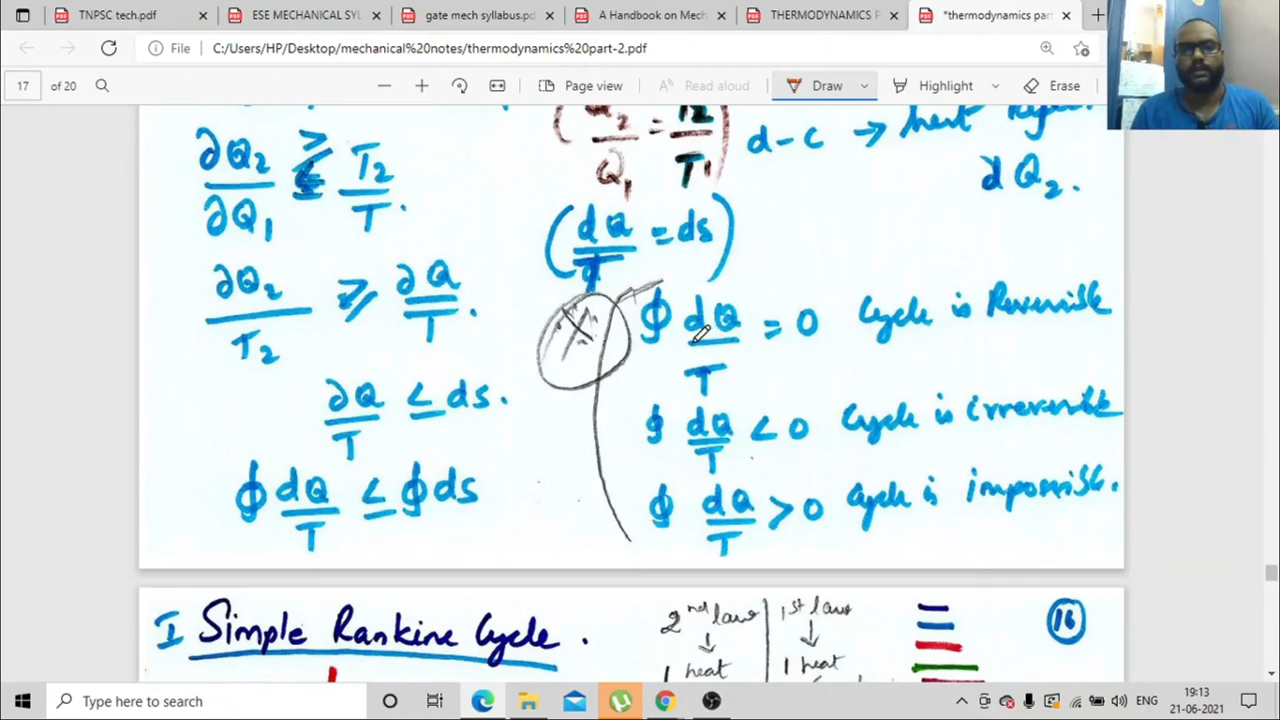 TNPSC tech.pdf
ESE MECHANICAL SYL
gate mech syllabus.pd
A Handbook on Mech
THERMODYNAMICS P
*thermodynamics par
File C:/Users/HP/Desktop/mechanical%20notes/thermodynamics%20part-2.pdf
17 of 20 Page view Read aloud Draw Highlight Erase
∂Q2/∂Q1 ≥ T2/T.
(Q2/Q1 = T2/T1)
d-c → heat
∂Q2.
(dQ/T = ds)
∂Q2/T2 ≥ ∂Q/T.
∂Q/T ≤ ds.
∮ dQ/T ≤ ∮ ds
∮ dQ/T = 0 Cycle is Reversible
∮ dQ/T < 0 Cycle is irreversible
∮ dQ/T > 0 Cycle is impossible.
I Simple Rankine Cycle.
2nd law
↓
1 heat
1st law
↓
1 heat
16
Type here to search
ENG
19:13
21-06-2021